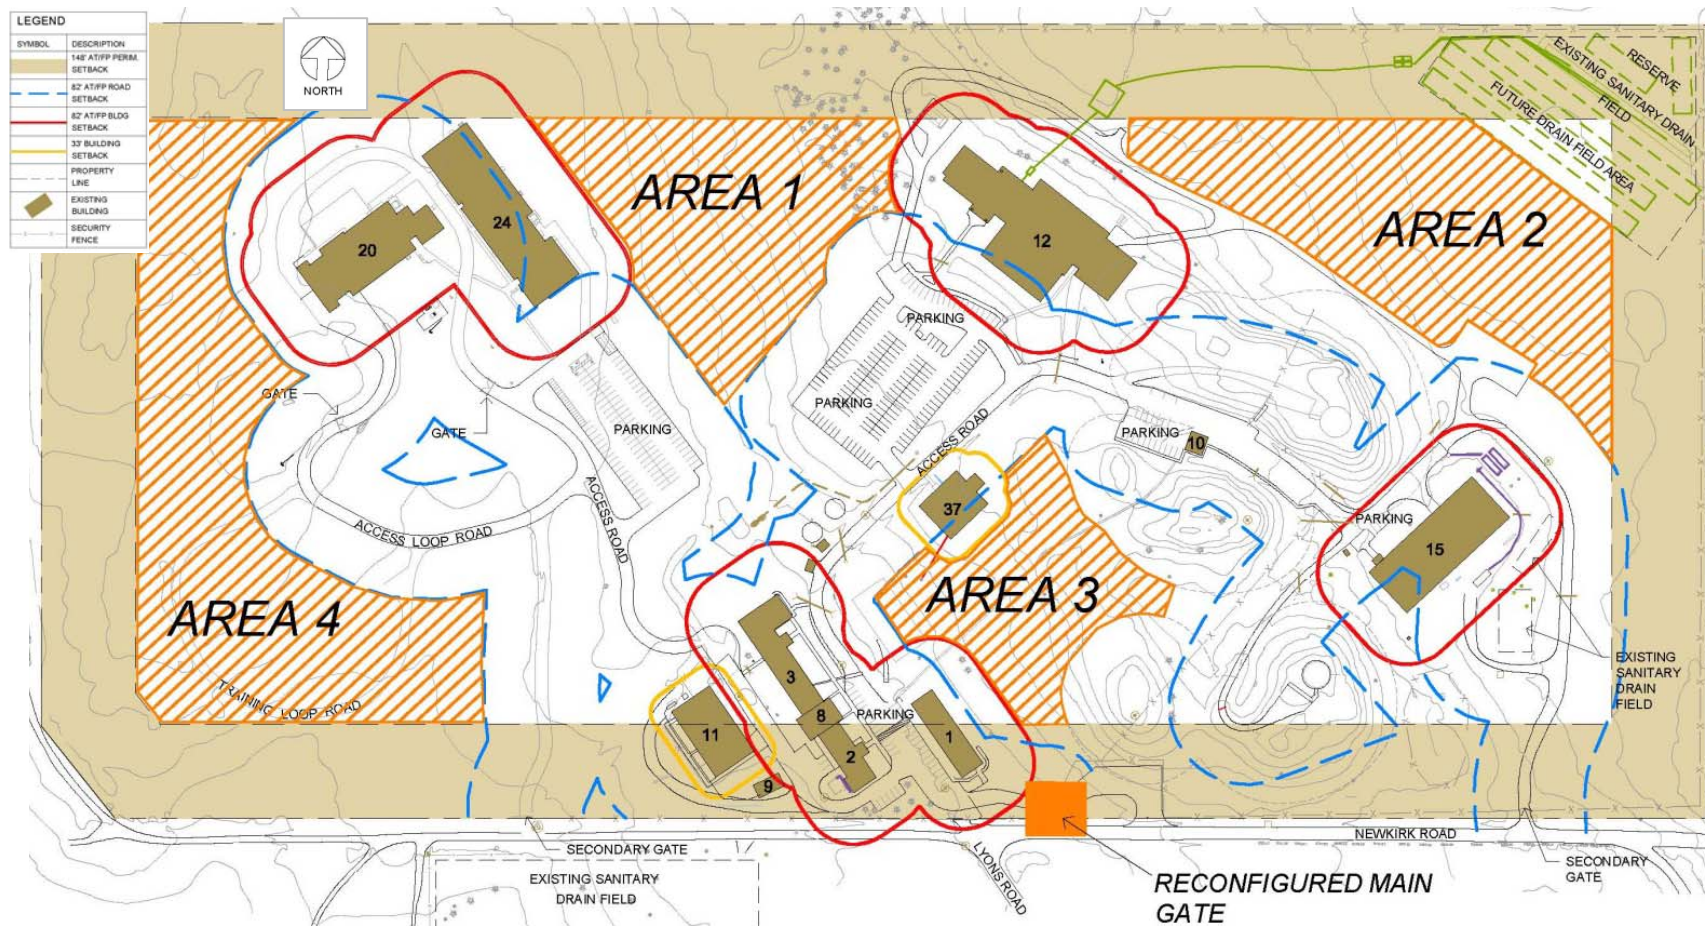 LEGEND
SYMBOL DESCRIPTION
148' AT/FP PERIM.
SETBACK
82' AT/FP ROAD
SETBACK
82' AT/FP BLDG
SETBACK
33' BUILDING
SETBACK
PROPERTY
LINE
EXISTING
BUILDING
SECURITY
FENCE
NORTH
AREA 1
AREA 2
AREA 3
AREA 4
RESERVE
EXISTING SANITARY DRAIN
FIELD
FUTURE DRAIN FIELD AREA
20
24
12
GATE
GATE
PARKING
PARKING
PARKING
PARKING
10
ACCESS ROAD
ACCESS ROAD
ACCESS LOOP ROAD
37
PARKING
15
TRAINING LOOP ROAD
3
8
PARKING
11
2
1
9
EXISTING
SANITARY
DRAIN
FIELD
NEWKIRK ROAD
SECONDARY GATE
EXISTING SANITARY
DRAIN FIELD
LYONS ROAD
SECONDARY
GATE
RECONFIGURED MAIN
GATE